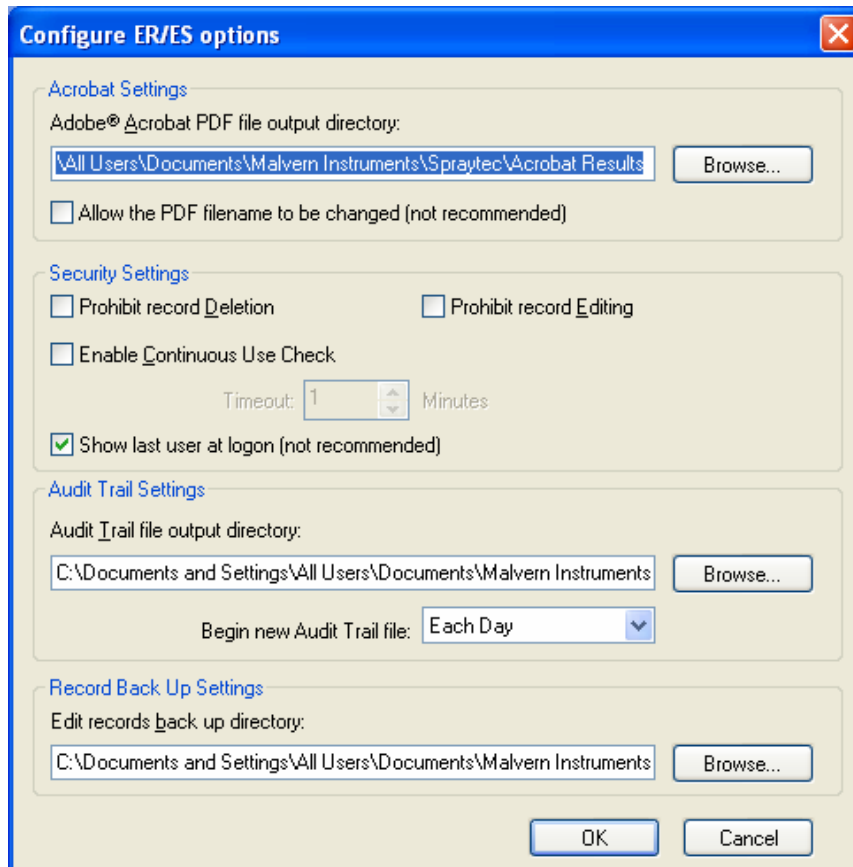 Configure ER/ES options
Acrobat Settings
Adobe® Acrobat PDF file output directory:
\All Users\Documents\Malvern Instruments\Spraytec\Acrobat Results
Browse...
Allow the PDF filename to be changed (not recommended)
Security Settings
Prohibit record Deletion
Prohibit record Editing
Enable Continuous Use Check
Timeout: 1 Minutes
Show last user at logon (not recommended)
Audit Trail Settings
Audit Trail file output directory:
C:\Documents and Settings\All Users\Documents\Malvern Instruments
Browse...
Begin new Audit Trail file: Each Day
Record Back Up Settings
Edit records back up directory:
C:\Documents and Settings\All Users\Documents\Malvern Instruments
Browse...
OK
Cancel